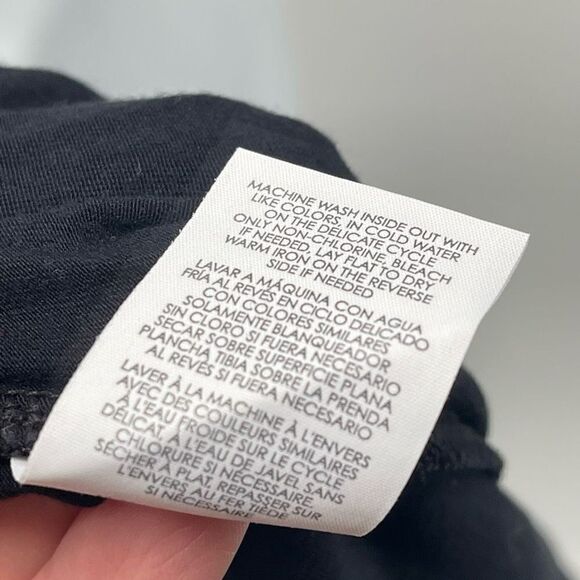 MACHINE WASH INSIDE OUT WITH
LIKE COLORS, IN COLD WATER
ON THE DELICATE CYCLE
ONLY NON-CHLORINE, BLEACH
IF NEEDED, LAY FLAT TO DRY
WARM IRON ON THE REVERSE
SIDE IF NEEDED
LAVAR A MÁQUINA CON AGUA
FRÍA AL REVÉS EN CICLO DELICADO
CON COLORES SIMILARES
SOLAMENTE BLANQUEADOR
SIN CLORO SI FUERA NECESARIO
SECAR SOBRE SUPERFICIE PLANA
PLANCHA TIBIA SOBRE LA PRENDA
AL REVÉS SI FUERA NECESARIO
LAVER À LA MACHINE À L'ENVERS
AVEC DES COULEURS SIMILAIRES
À L'EAU FROIDE SUR LE CYCLE
DÉLICAT À L'EAU DE JAVEL SANS
CHLORURE SI NÉCESSAIRE,
SÉCHER À PLAT, REPASSER SUR
L'ENVERS AU FER TIÈDE
SI NÉCESSAIRE